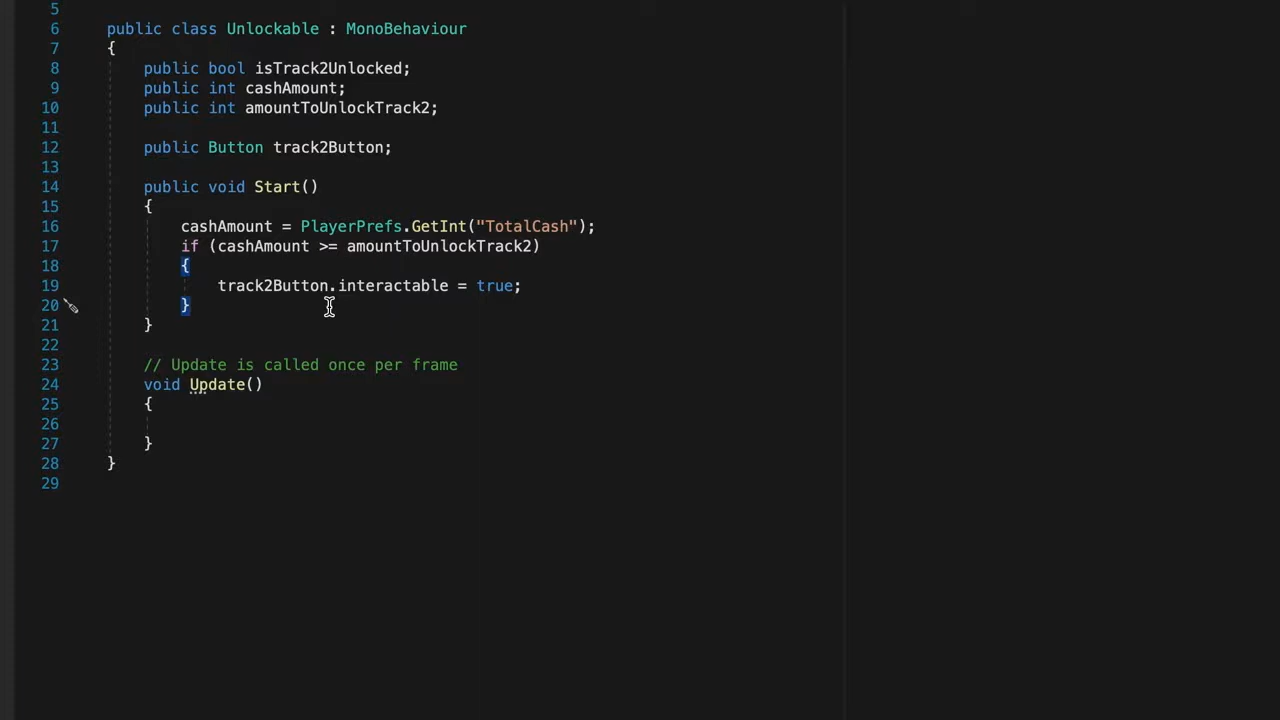 5
6 public class Unlockable : MonoBehaviour
7 {
8 public bool isTrack2Unlocked;
9 public int cashAmount;
10 public int amountToUnlockTrack2;
11
12 public Button track2Button;
13
14 public void Start()
15 {
16 cashAmount = PlayerPrefs.GetInt("TotalCash");
17 if (cashAmount >= amountToUnlockTrack2)
18 {
19 track2Button.interactable = true;
20 }
21 }
22
23 // Update is called once per frame
24 void Update()
25 {
26
27 }
28 }
29